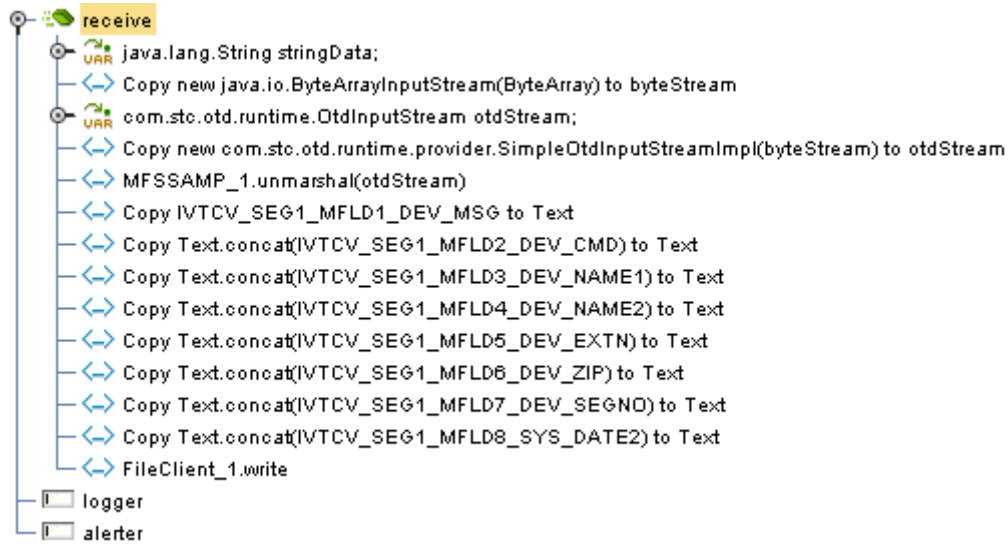 receive
VAR java.lang.String stringData;
Copy new java.io.ByteArrayInputStream(ByteArray) to byteStream
VAR com.stc.otd.runtime.OtdInputStream otdStream;
Copy new com.stc.otd.runtime.provider.SimpleOtdInputStreamImpl(byteStream) to otdStream
MFSSAMP_1.unmarshal(otdStream)
Copy IVTCV_SEG1_MFLD1_DEV_MSG to Text
Copy Text.concat(IVTCV_SEG1_MFLD2_DEV_CMD) to Text
Copy Text.concat(IVTCV_SEG1_MFLD3_DEV_NAME1) to Text
Copy Text.concat(IVTCV_SEG1_MFLD4_DEV_NAME2) to Text
Copy Text.concat(IVTCV_SEG1_MFLD5_DEV_EXTN) to Text
Copy Text.concat(IVTCV_SEG1_MFLD6_DEV_ZIP) to Text
Copy Text.concat(IVTCV_SEG1_MFLD7_DEV_SEGNO) to Text
Copy Text.concat(IVTCV_SEG1_MFLD8_SYS_DATE2) to Text
FileClient_1.write
logger
alerter